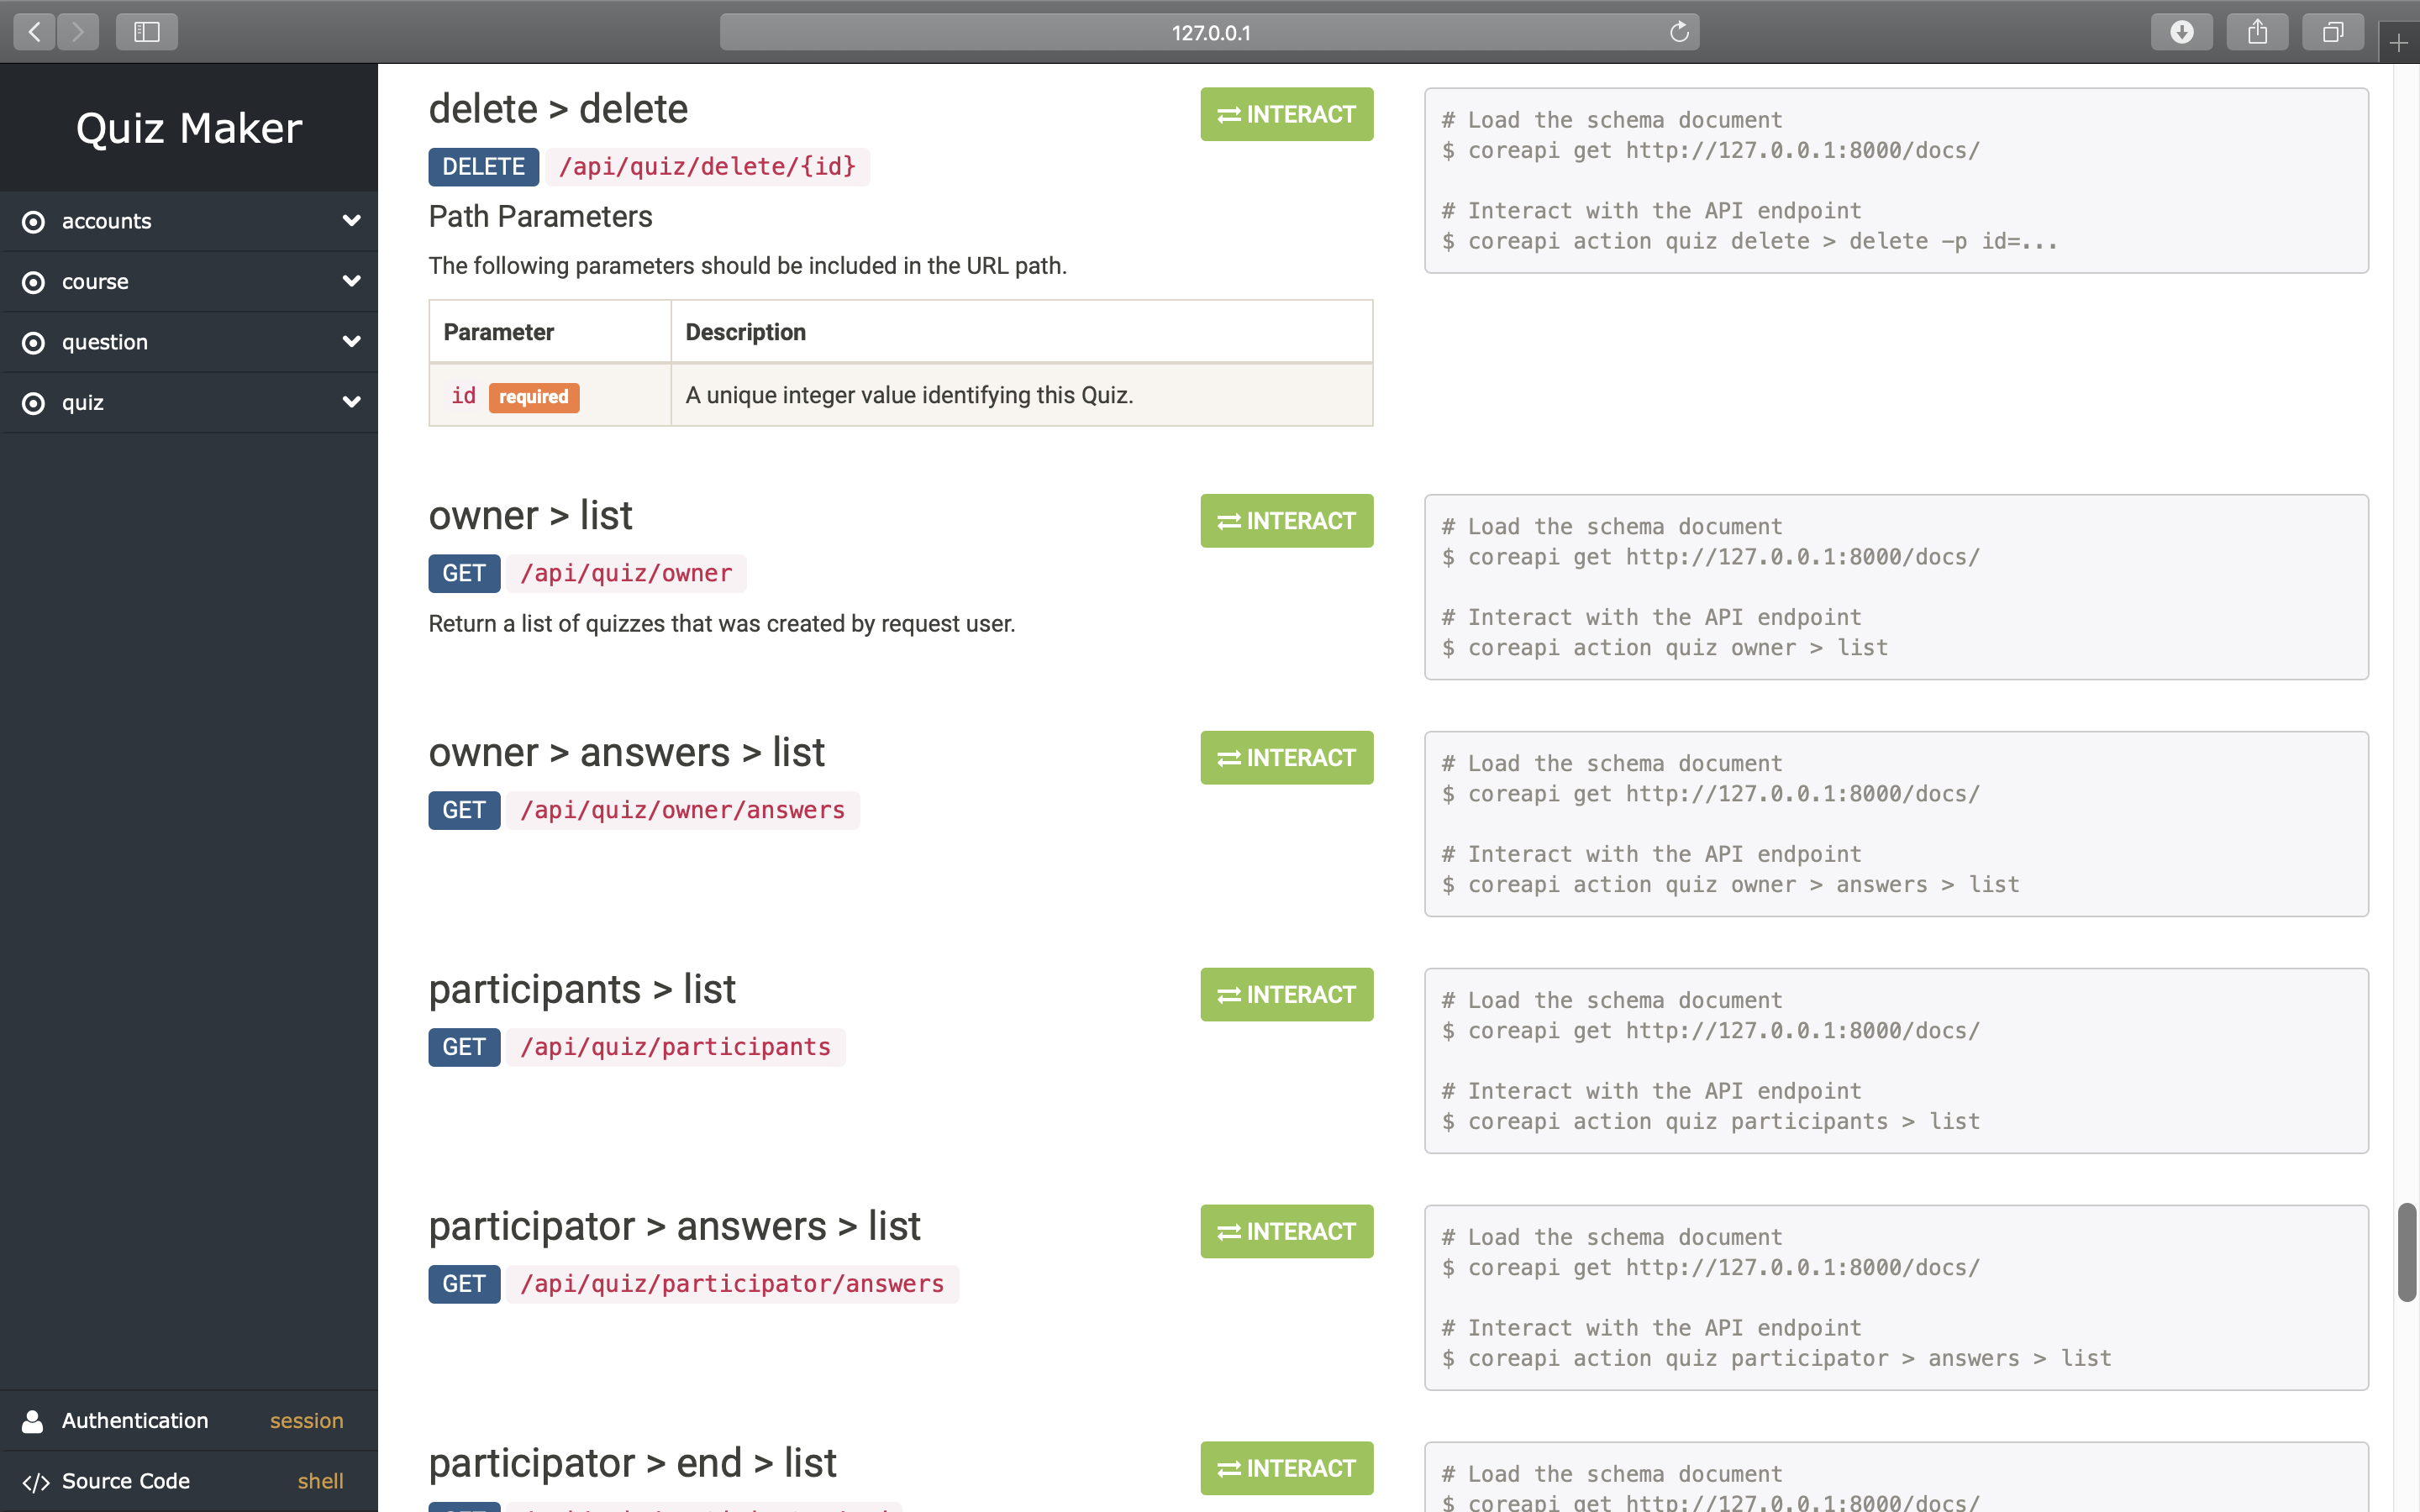 127.0.0.1
Quiz Maker
accounts
course
question
quiz
Authentication session
Source Code shell
delete > delete
INTERACT
DELETE /api/quiz/delete/{id}
Path Parameters
The following parameters should be included in the URL path.
Parameter Description
id required A unique integer value identifying this Quiz.
# Load the schema document
$ coreapi get http://127.0.0.1:8000/docs/
# Interact with the API endpoint
$ coreapi action quiz delete > delete -p id=...
owner > list
INTERACT
GET /api/quiz/owner
Return a list of quizzes that was created by request user.
# Load the schema document
$ coreapi get http://127.0.0.1:8000/docs/
# Interact with the API endpoint
$ coreapi action quiz owner > list
owner > answers > list
INTERACT
GET /api/quiz/owner/answers
# Load the schema document
$ coreapi get http://127.0.0.1:8000/docs/
# Interact with the API endpoint
$ coreapi action quiz owner > answers > list
participants > list
INTERACT
GET /api/quiz/participants
# Load the schema document
$ coreapi get http://127.0.0.1:8000/docs/
# Interact with the API endpoint
$ coreapi action quiz participants > list
participator > answers > list
INTERACT
GET /api/quiz/participator/answers
# Load the schema document
$ coreapi get http://127.0.0.1:8000/docs/
# Interact with the API endpoint
$ coreapi action quiz participator > answers > list
participator > end > list
INTERACT
# Load the schema document
$ coreapi get http://127.0.0.1:8000/docs/